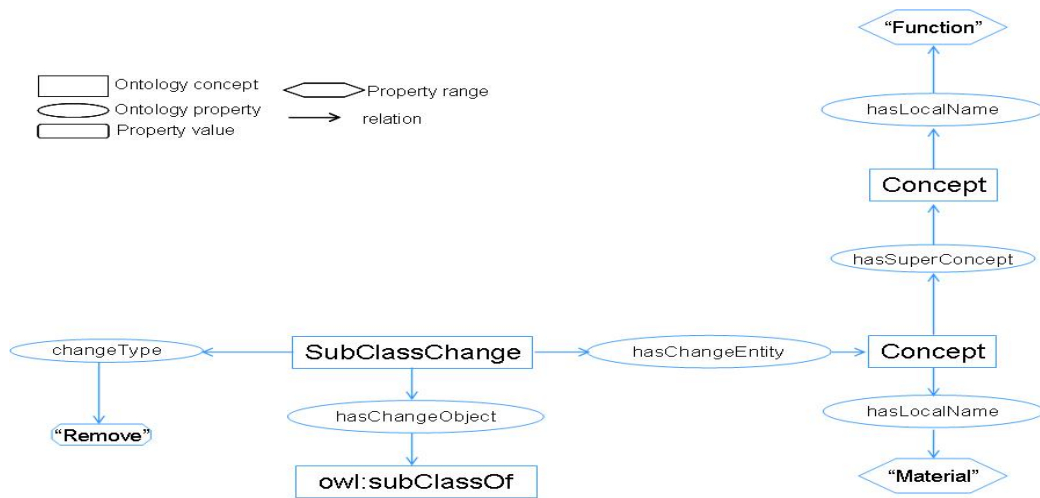 “Function”
Ontology concept
Property range
Ontology property
hasLocalName
relation
Property value
Concept
hasSuperConcept
changeType
SubClassChange
hasChangeEntity
Concept
hasChangeObject
hasLocalName
“Remove”
owl:subClassOf
“Material”